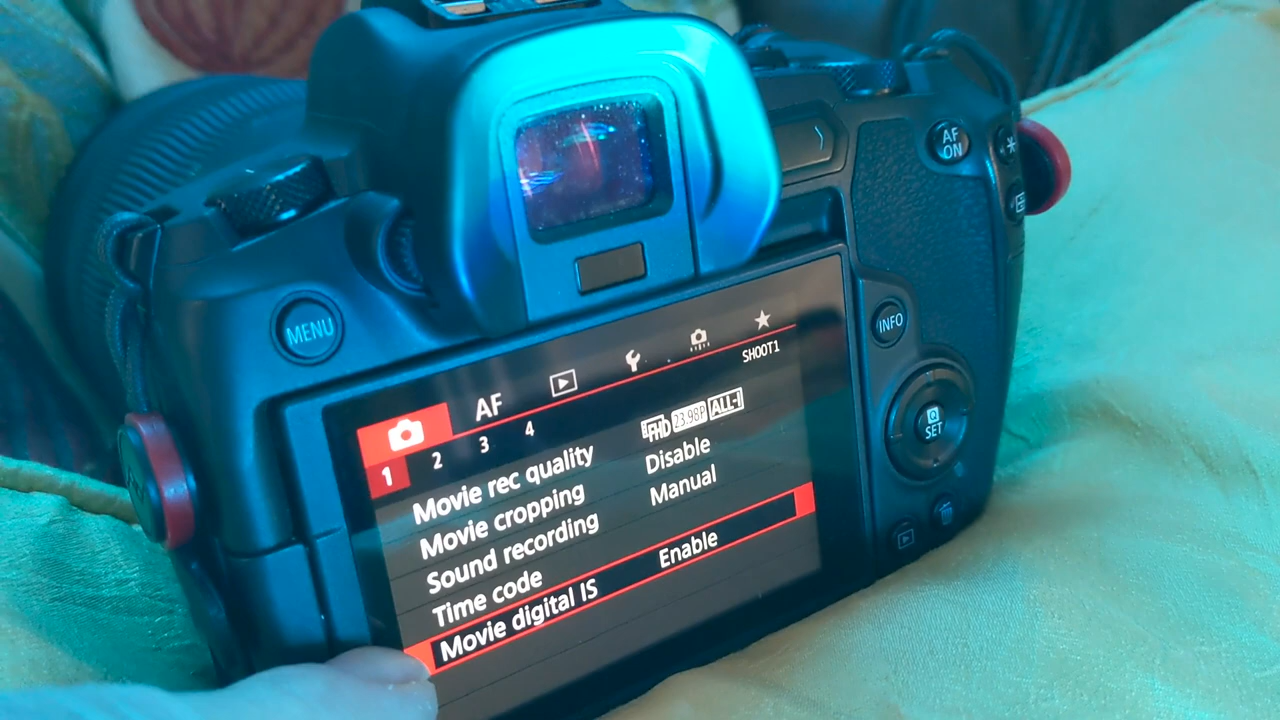 AF
ON
MENU
INFO
Q
SET
AF
SHOOT1
1 2 3 4
Movie rec quality FHD 23.98P ALL-I
Movie cropping Disable
Sound recording Manual
Time code
Movie digital IS Enable